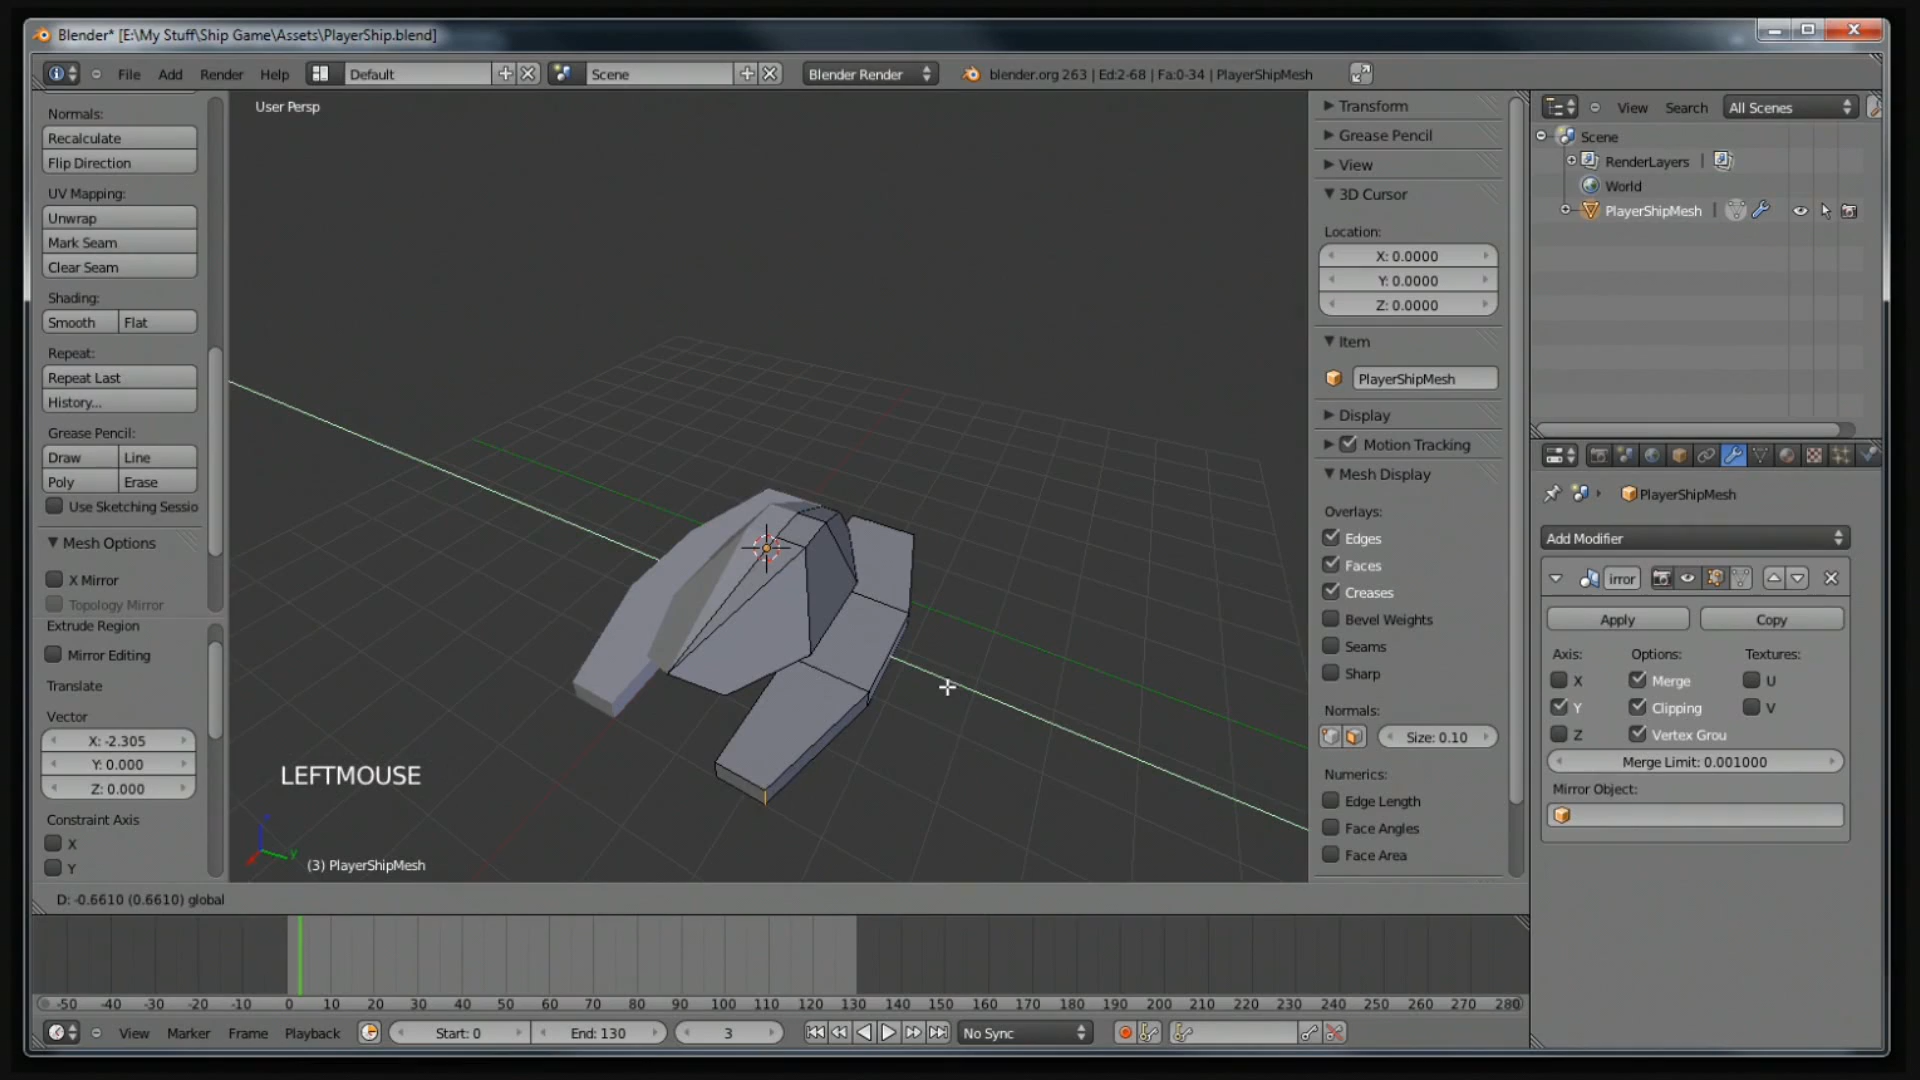 Blender* [E:\My Stuff\Ship Game\Assets\PlayerShip.blend]
File Add Render Help Default Scene Blender Render blender.org 263 | Ed:2-68 | Fa:0-34 | PlayerShipMesh
Normals:
Recalculate
Flip Direction
UV Mapping:
Unwrap
Mark Seam
Clear Seam
Shading:
Smooth Flat
Repeat:
Repeat Last
History...
Grease Pencil:
Draw Line
Poly Erase
Use Sketching Sessio
Mesh Options
X Mirror
Topology Mirror
Extrude Region
Mirror Editing
Translate
Vector
X: -2.305
Y: 0.000
Z: 0.000
Constraint Axis
X
Y
User Persp
LEFTMOUSE
(3) PlayerShipMesh
Transform
Grease Pencil
View
3D Cursor
Location:
X: 0.0000
Y: 0.0000
Z: 0.0000
Item
PlayerShipMesh
Display
Motion Tracking
Mesh Display
Overlays:
Edges
Faces
Creases
Bevel Weights
Seams
Sharp
Normals:
Size: 0.10
Numerics:
Edge Length
Face Angles
Face Area
View Search All Scenes
Scene
RenderLayers
World
PlayerShipMesh
PlayerShipMesh
Add Modifier
irror
Apply Copy
Axis: Options: Textures:
X Merge U
Y Clipping V
Z Vertex Grou
Merge Limit: 0.001000
Mirror Object:
D: -0.6610 (0.6610) global
-50 -40 -30 -20 -10 0 10 20 30 40 50 60 70 80 90 100 110 120 130 140 150 160 170 180 190 200 210 220 230 240 250 260 270 280
View Marker Frame Playback Start: 0 End: 130 3 No Sync